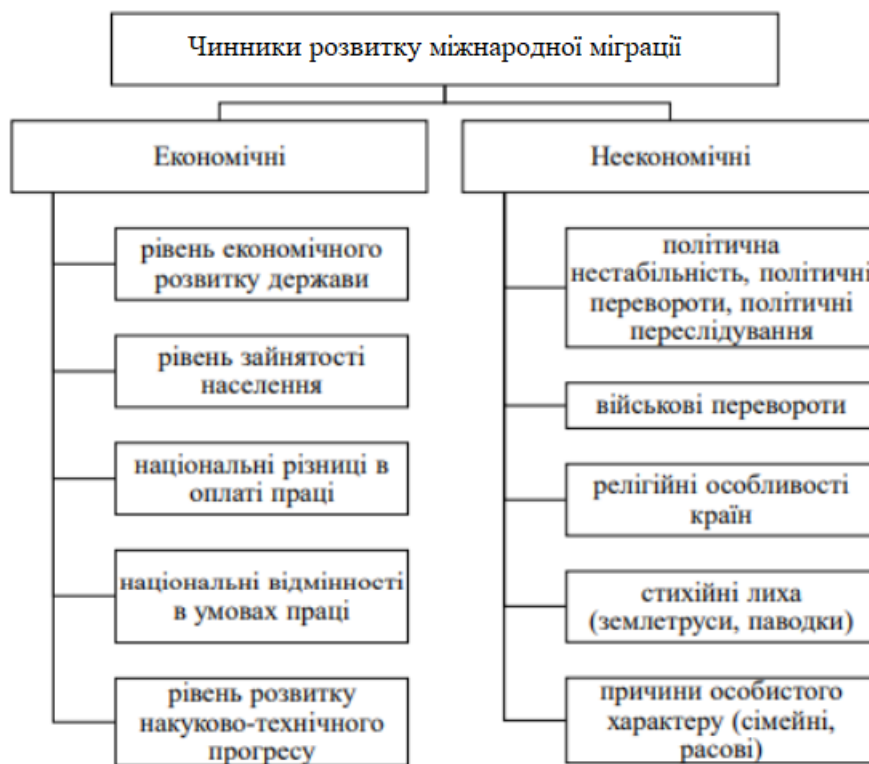 Чинники розвитку міжнародної міграції
Економічні
рівень економічного
розвитку держави
рівень зайнятості
населення
національні різниці в
оплаті праці
національні відмінності
в умовах праці
рівень розвитку
накуково-технічного
прогресу
Неекономічні
політична
нестабільність, політичні
перевороти, політичні
переслідування
військові перевороти
релігійні особливості
країн
стихійні лиха
(землетруси, паводки)
причини особистого
характеру (сімейні,
расові)